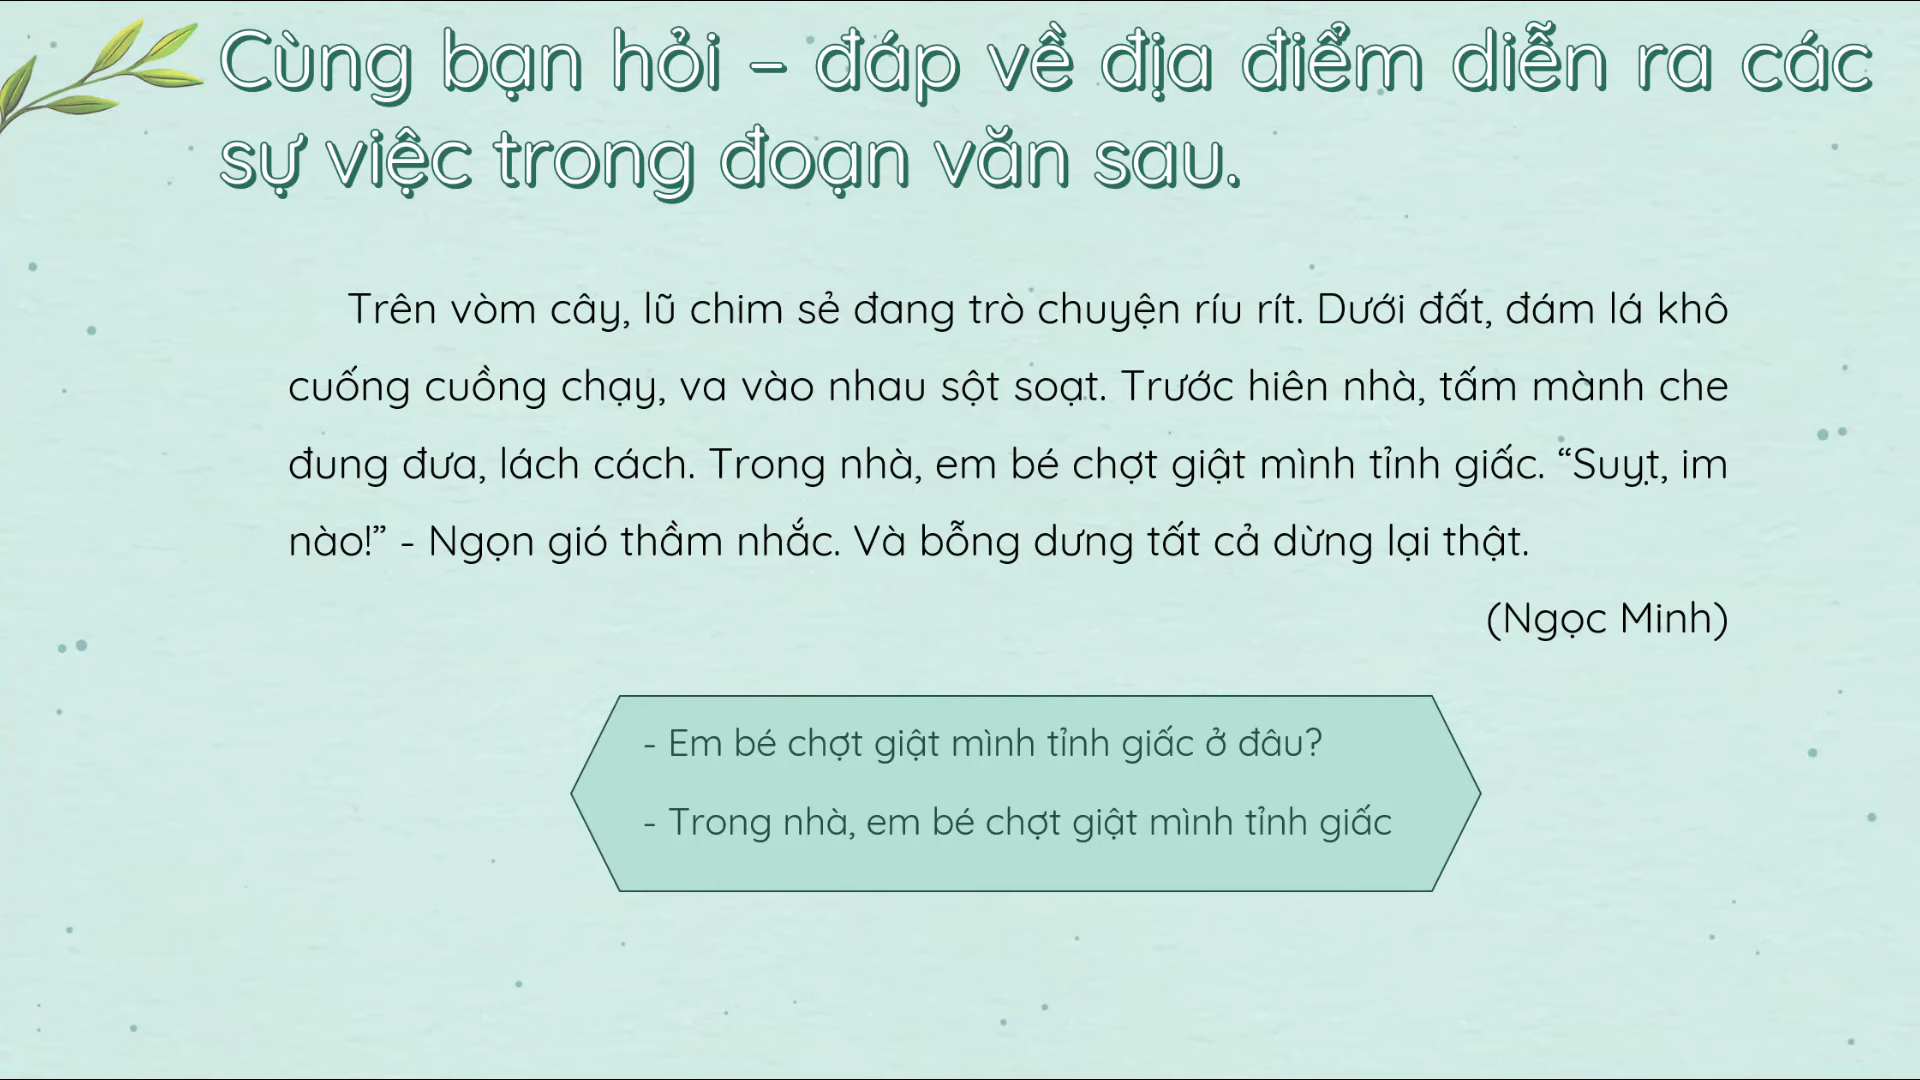 Cùng bạn hỏi – đáp về địa điểm diễn ra các
sự việc trong đoạn văn sau.
Trên vòm cây, lũ chim sẻ đang trò chuyện ríu rít. Dưới đất, đám lá khô
cuống cuồng chạy, va vào nhau sột soạt. Trước hiên nhà, tấm mành che
đung đưa, lách cách. Trong nhà, em bé chợt giật mình tỉnh giấc. “Suỵt, im
nào!” - Ngọn gió thầm nhắc. Và bỗng dưng tất cả dừng lại thật.
(Ngọc Minh)
- Em bé chợt giật mình tỉnh giấc ở đâu?
- Trong nhà, em bé chợt giật mình tỉnh giấc